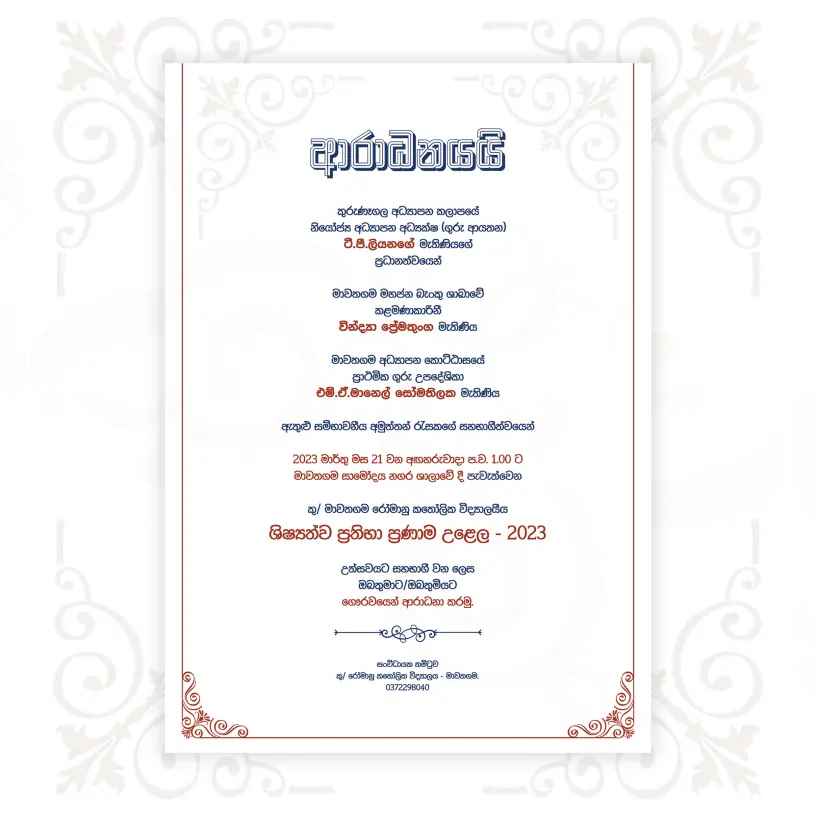 ආරාධනයයි
කුරුණෑගල අධ්‍යාපන කලාපයේ
නියෝජ්‍ය අධ්‍යාපන අධ්‍යක්ෂ (ගුරු ආයතන)
ටී.පී.ලියනගේ මැතිණියගේ
ප්‍රධානත්වයෙන්
මාවතගම මහජන බැංකු ශාඛාවේ
කළමණාකාරිනී
වින්ද්‍යා ප්‍රේමතුංග මැතිණිය
මාවතගම අධ්‍යාපන කොට්ඨාසයේ
ප්‍රාථමික ගුරු උපදේශිකා
එම්.ඒ.මානෙල් සෝමතිලක මැතිණිය
ඇතුළු සම්භාවනීය අමුත්තන් රැසකගේ සහභාගීත්වයෙන්
2023 මාර්තු මස 21 වන අඟහරුවාදා ප.ව. 1.00 ට
මාවතගම සාමෝදය නගර ශාලාවේ දී පැවැත්වෙන
කු/ මාවතගම රෝමානු කතෝලික විද්‍යාලයීය
ශිෂ්‍යත්ව ප්‍රතිභා ප්‍රණාම උළෙල - 2023
උත්සවයට සහභාගී වන ලෙස
ඔබතුමාට/ඔබතුමියට
ගෞරවයෙන් ආරාධනා කරමු.
සංවිධායක කමිටුව
කු/ රෝමානු කතෝලික විද්‍යාලය - මාවතගම.
0372298040